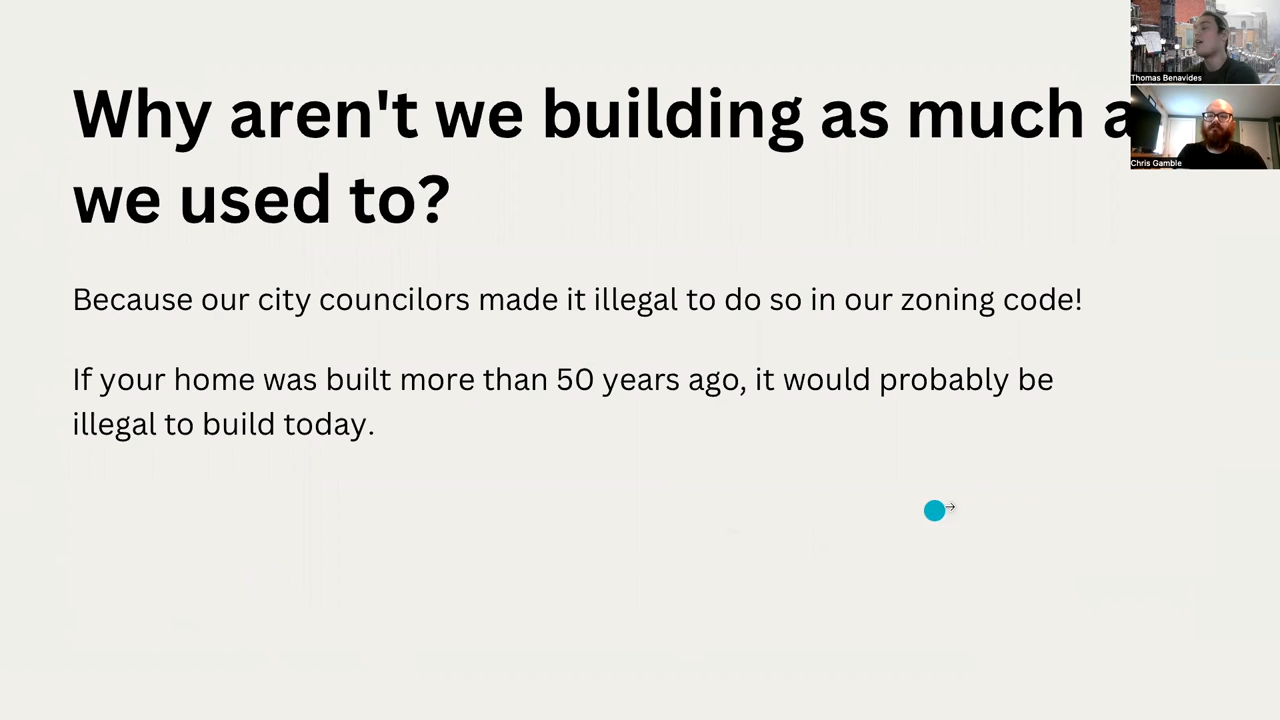 Why aren't we building as much a
we used to?
Because our city councilors made it illegal to do so in our zoning code!
If your home was built more than 50 years ago, it would probably be
illegal to build today.
Thomas Benavides
Chris Gamble